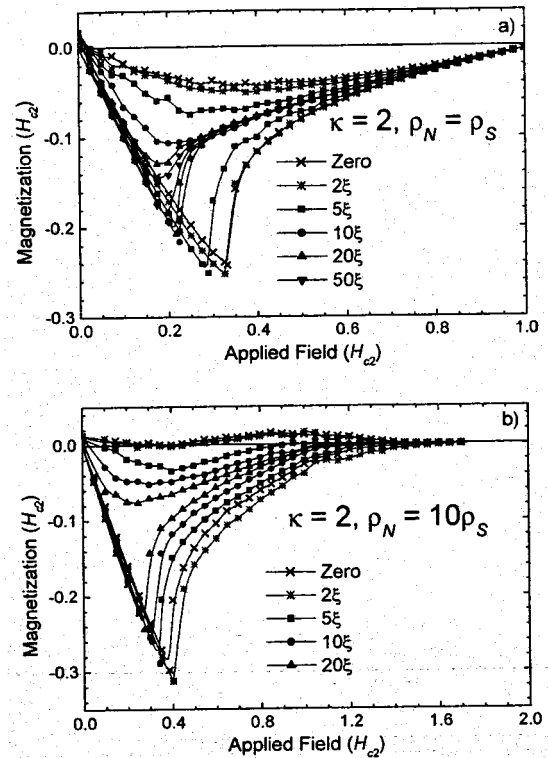 a)
0.0
-0.1
-0.2
-0.3
Magnetization (Hc2)
κ = 2, ρN = ρS
Zero
2ξ
5ξ
10ξ
20ξ
50ξ
0.0 0.2 0.4 0.6 0.8 1.0
Applied Field (Hc2)
b)
0.0
-0.1
-0.2
-0.3
Magnetization (Hc2)
κ = 2, ρN = 10ρS
Zero
2ξ
5ξ
10ξ
20ξ
0.0 0.4 0.8 1.2 1.6 2.0
Applied Field (Hc2)